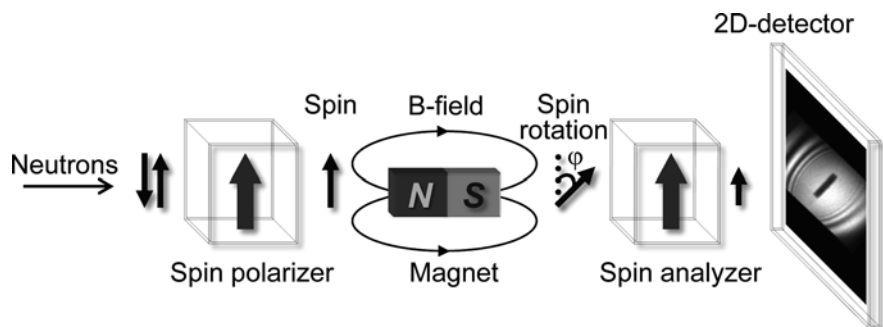 2D-detector
Spin
B-field
Spin
rotation
φ
Neutrons
N S
Spin polarizer
Magnet
Spin analyzer